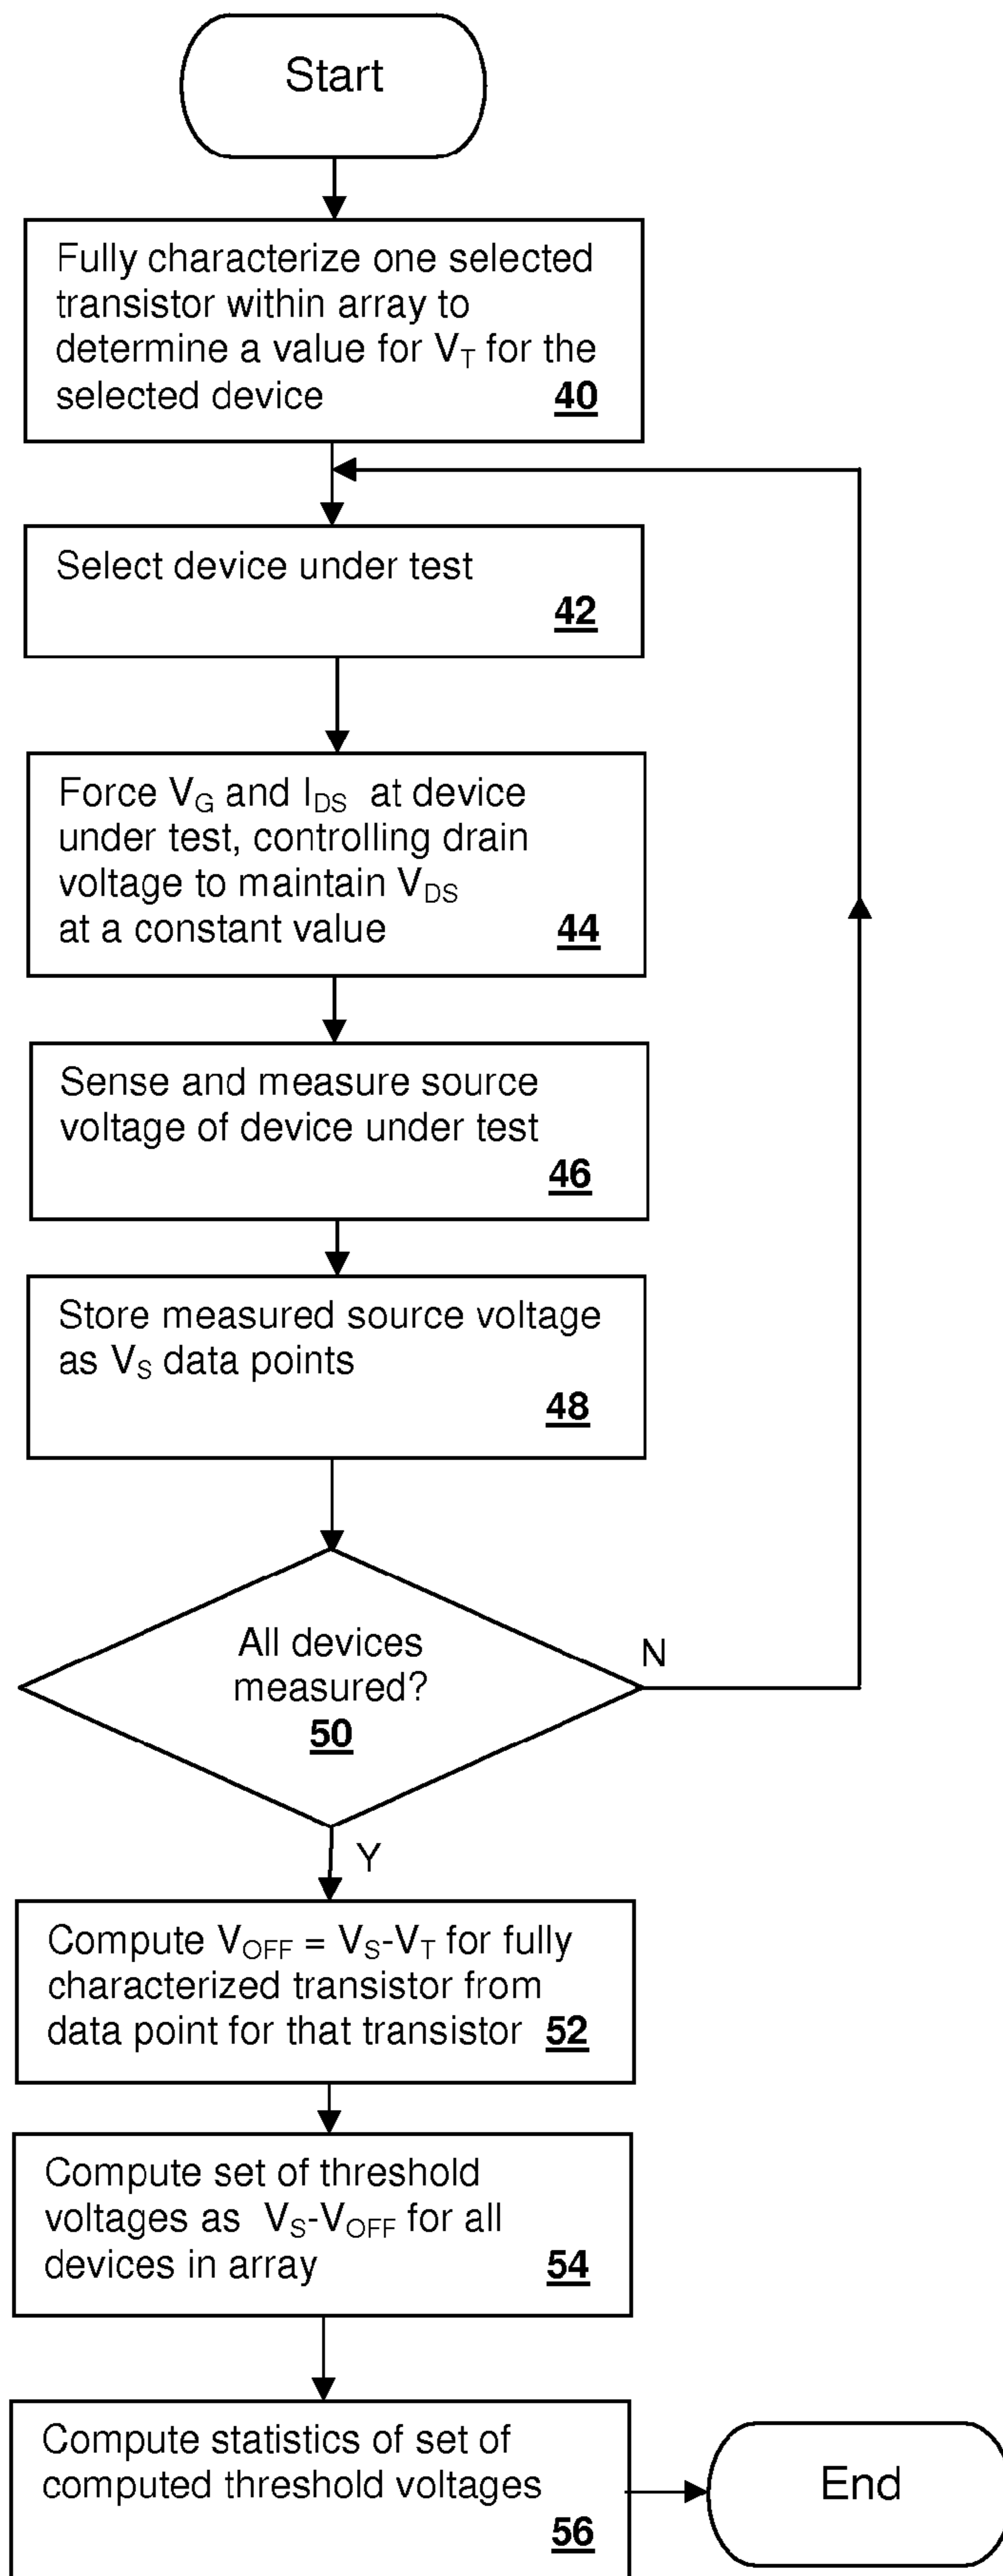 Start
Fully characterize one selected
transistor within array to
determine a value for VT for the
selected device 40
Select device under test
42
Force VG and IDS at device
under test, controlling drain
voltage to maintain VDS
at a constant value 44
Sense and measure source
voltage of device under test
46
Store measured source voltage
as VS data points
48
All devices
measured?
50
N
Y
Compute VOFF = VS-VT for fully
characterized transistor from
data point for that transistor 52
Compute set of threshold
voltages as VS-VOFF for all
devices in array 54
Compute statistics of set of
computed threshold voltages
56
End